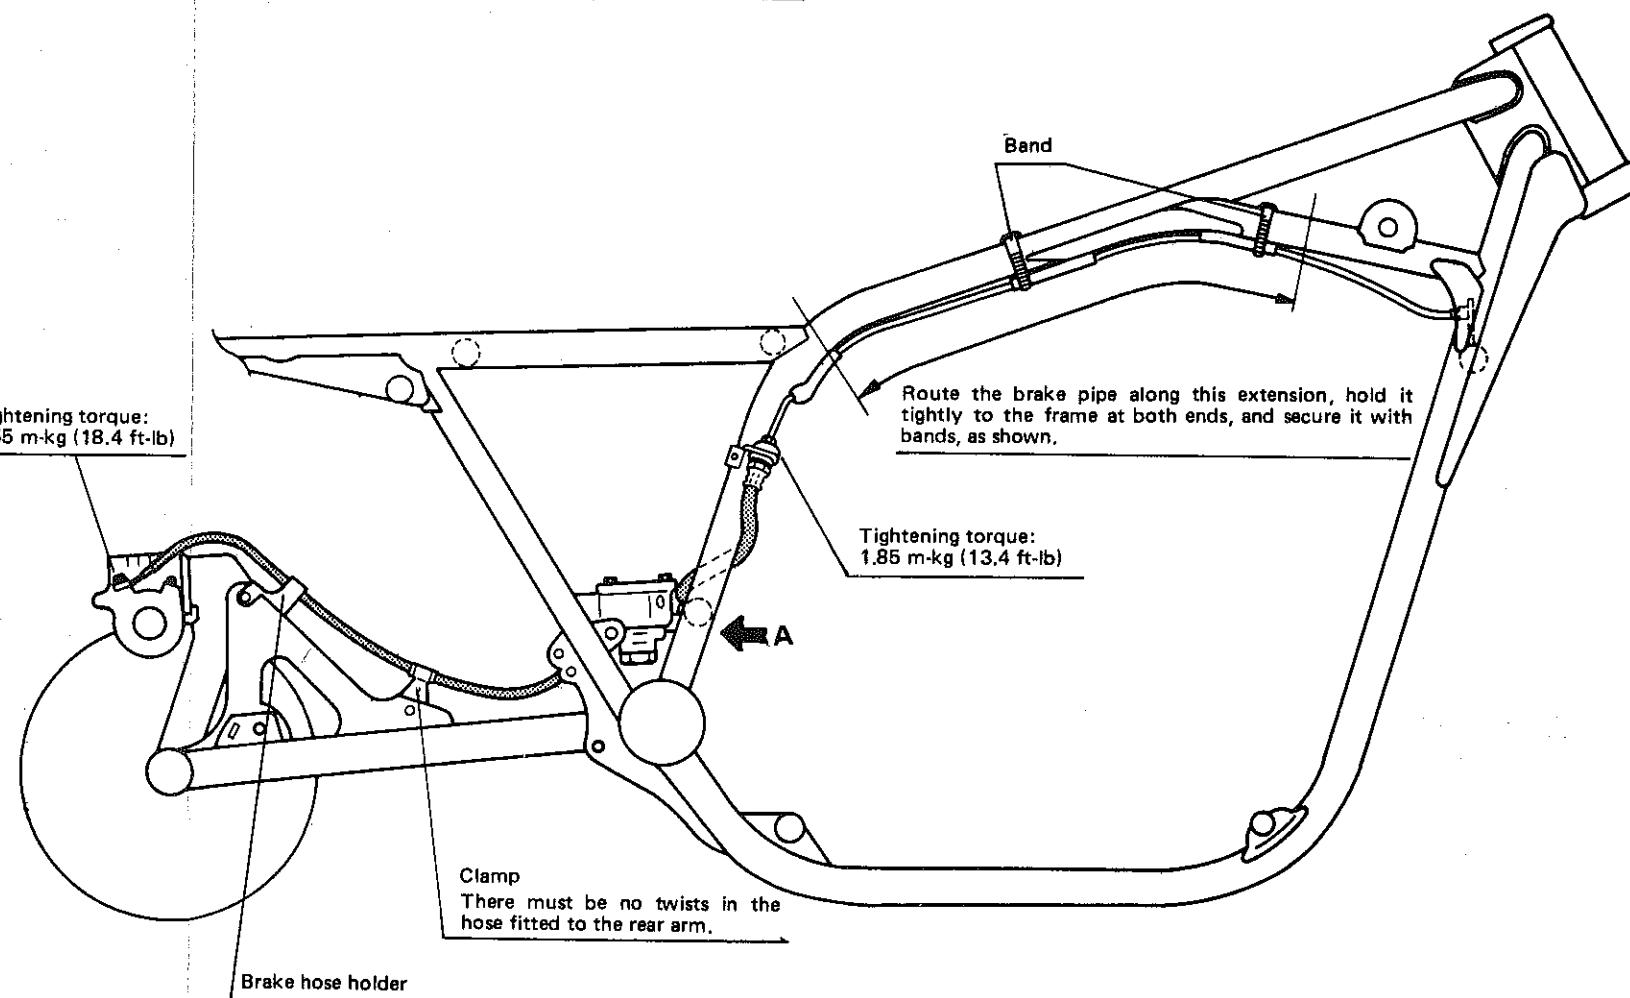 Band
Route the brake pipe along this extension, hold it
tightly to the frame at both ends, and secure it with
bands, as shown.
torque:
m-kg (18.4 ft-lb)
Tightening torque:
1.85 m-kg (13.4 ft-lb)
A
Clamp
There must be no twists in the
hose fitted to the rear arm.
Brake hose holder